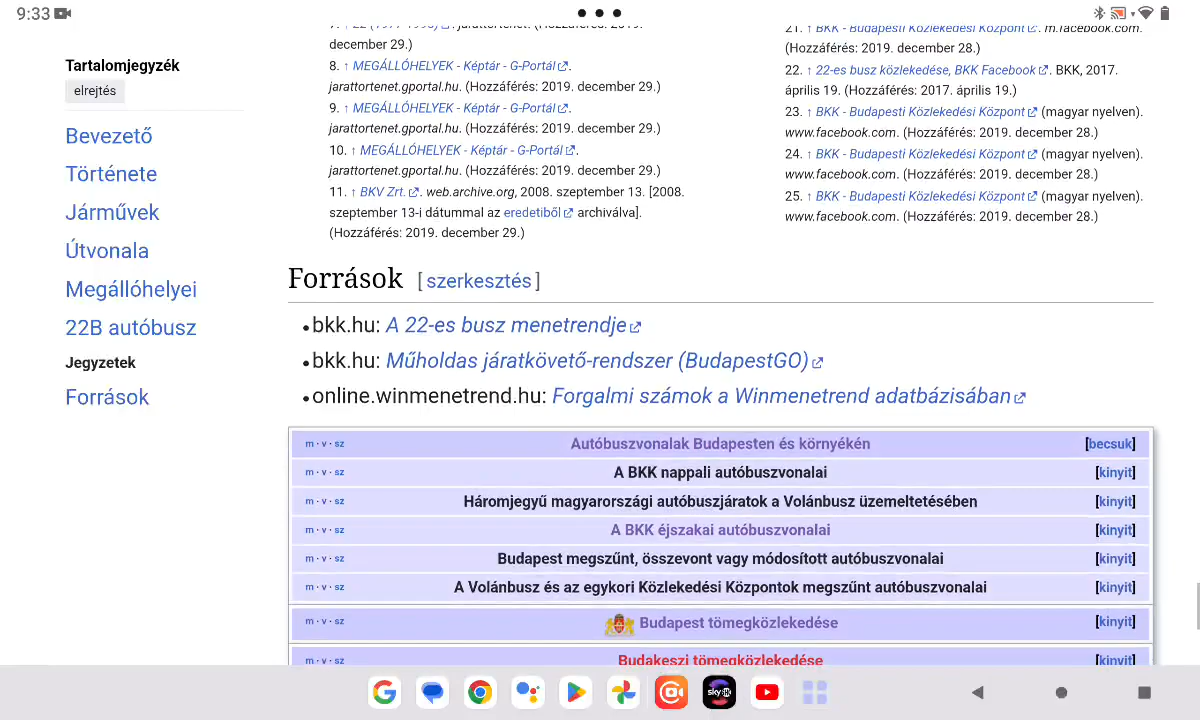 9:33
Tartalomjegyzék
elrejtés
Bevezető
Története
Járművek
Útvonala
Megállóhelyei
22B autóbusz
Jegyzetek
Források
december 29.)
8. ↑ MEGÁLLÓHELYEK - Képtár - G-Portál.
jarattortenet.gportal.hu. (Hozzáférés: 2019. december 29.)
9. ↑ MEGÁLLÓHELYEK - Képtár - G-Portál.
jarattortenet.gportal.hu. (Hozzáférés: 2019. december 29.)
10. ↑ MEGÁLLÓHELYEK - Képtár - G-Portál.
jarattortenet.gportal.hu. (Hozzáférés: 2019. december 29.)
11. ↑ BKV Zrt.. web.archive.org, 2008. szeptember 13. [2008.
szeptember 13-i dátummal az eredetiből archiválva].
(Hozzáférés: 2019. december 29.)
21. ↑ BKK - Budapesti Közlekedési Központ. m.facebook.com.
(Hozzáférés: 2019. december 28.)
22. ↑ 22-es busz közlekedése, BKK Facebook. BKK, 2017.
április 19. (Hozzáférés: 2017. április 19.)
23. ↑ BKK - Budapesti Közlekedési Központ (magyar nyelven).
www.facebook.com. (Hozzáférés: 2019. december 28.)
24. ↑ BKK - Budapesti Közlekedési Központ (magyar nyelven).
www.facebook.com. (Hozzáférés: 2019. december 28.)
25. ↑ BKK - Budapesti Közlekedési Központ (magyar nyelven).
www.facebook.com. (Hozzáférés: 2019. december 28.)
Források [szerkesztés]
•bkk.hu: A 22-es busz menetrendje
•bkk.hu: Műholdas járatkövető-rendszer (BudapestGO)
•online.winmenetrend.hu: Forgalmi számok a Winmenetrend adatbázisában
m · v · sz Autóbuszvonalak Budapesten és környékén [becsuk]
m · v · sz A BKK nappali autóbuszvonalai [kinyit]
m · v · sz Háromjegyű magyarországi autóbuszjáratok a Volánbusz üzemeltetésében [kinyit]
m · v · sz A BKK éjszakai autóbuszvonalai [kinyit]
m · v · sz Budapest megszűnt, összevont vagy módosított autóbuszvonalai [kinyit]
m · v · sz A Volánbusz és az egykori Közlekedési Központok megszűnt autóbuszvonalai [kinyit]
m · v · sz Budapest tömegközlekedése [kinyit]
m · v · sz Budakeszi tömegközlekedése [kinyit]
sky